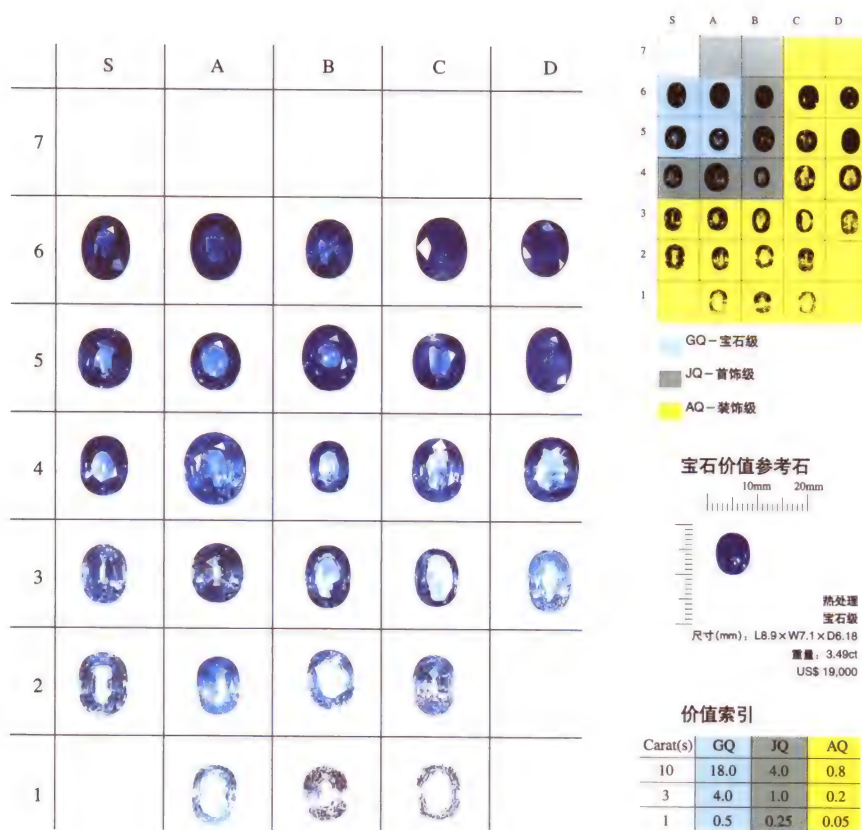 S A B C D
7
6
5
4
3
2
1
S A B C D
7
6
5
4
3
2
1
GQ－宝石级
JQ－首饰级
AQ－装饰级
宝石价值参考石
10mm 20mm
热处理
宝石级
尺寸(mm)：L8.9×W7.1×D6.18
重量：3.49ct
US$ 19,000
价值索引
Carat(s) GQ JQ AQ
10 18.0 4.0 0.8
3 4.0 1.0 0.2
1 0.5 0.25 0.05